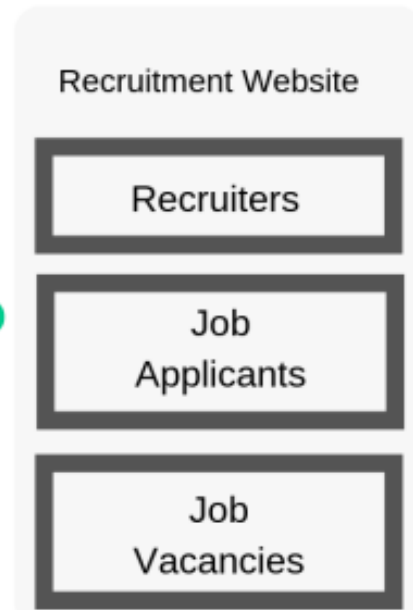 Recruitment Website
Recruiters
Job
Applicants
Job
Vacancies